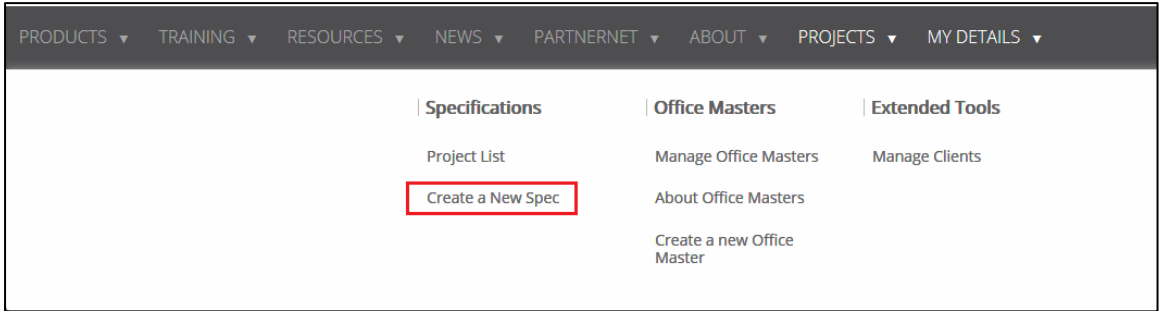 PRODUCTS ▼ TRAINING ▼ RESOURCES ▼ NEWS ▼ PARTNERNET ▼ ABOUT ▼ PROJECTS ▼ MY DETAILS ▼
Specifications
Project List
Create a New Spec
Office Masters
Manage Office Masters
About Office Masters
Create a new Office
Master
Extended Tools
Manage Clients